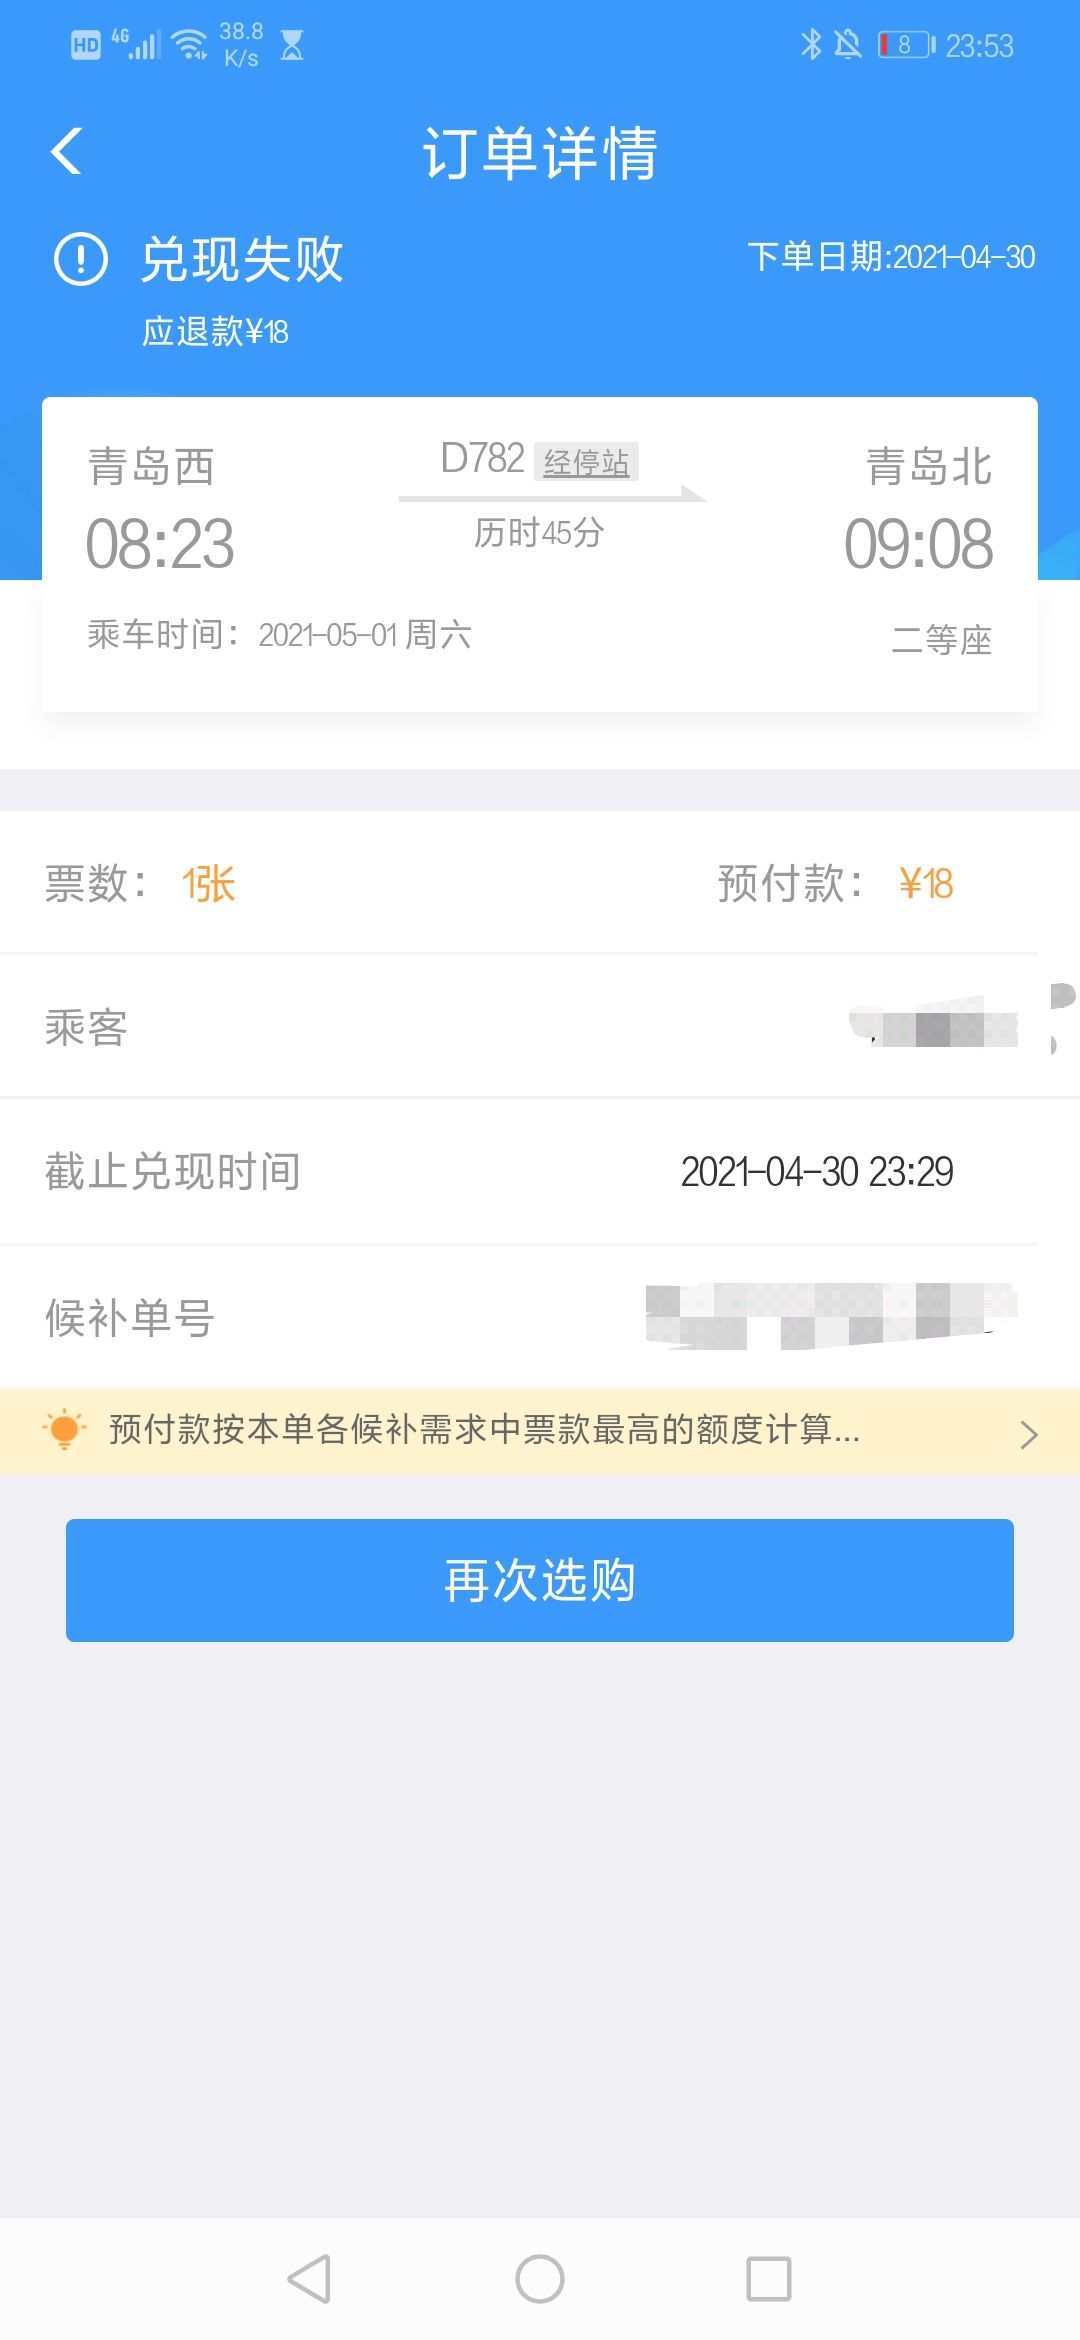 HD 4G 38.8 K/s 8 23:53
订单详情
兑现失败 下单日期:2021-04-30
应退款¥18
青岛西 D782 经停站 青岛北
08:23 历时45分 09:08
乘车时间：2021-05-01 周六 二等座
票数： 1张 预付款： ¥18
乘客
截止兑现时间 2021-04-30 23:29
候补单号
预付款按本单各候补需求中票款最高的额度计算...
再次选购